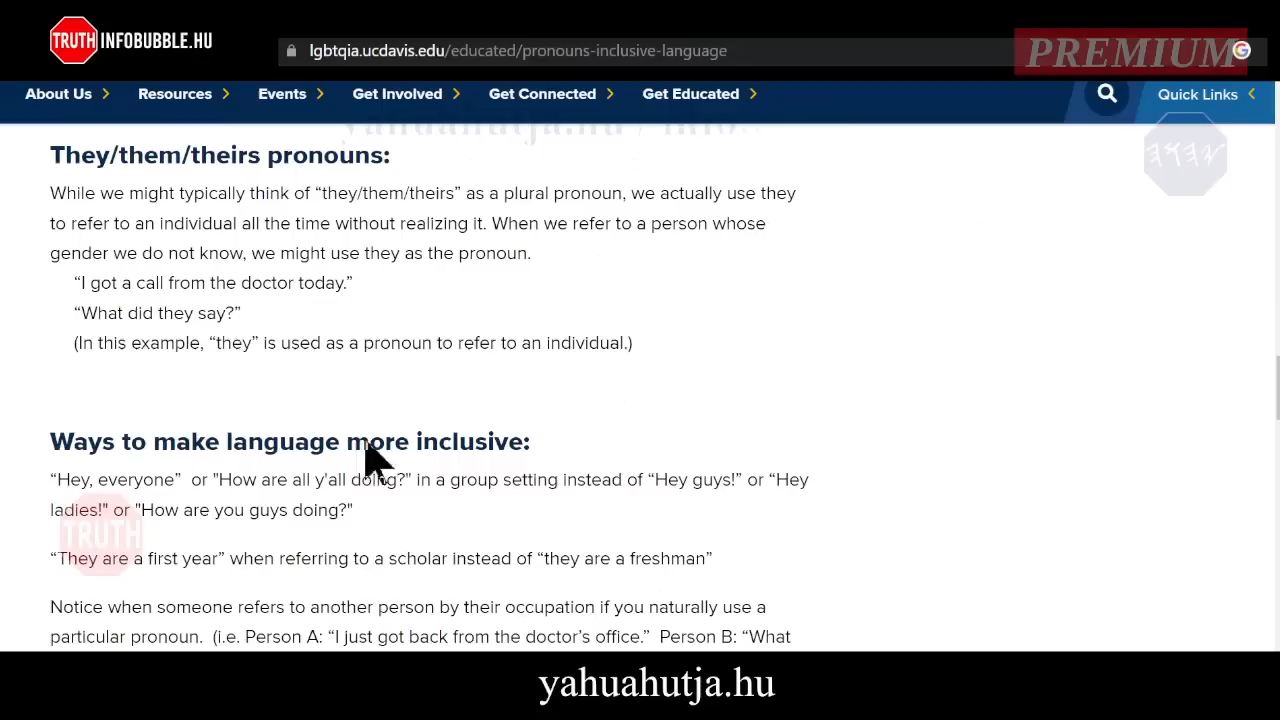 TRUTH INFOBUBBLE.HU
lgbtqia.ucdavis.edu/educated/pronouns-inclusive-language
PREMIUM
About Us
Resources
Events
Get Involved
Get Connected
Get Educated
Quick Links
They/them/theirs pronouns:
While we might typically think of “they/them/theirs” as a plural pronoun, we actually use they
to refer to an individual all the time without realizing it. When we refer to a person whose
gender we do not know, we might use they as the pronoun.
“I got a call from the doctor today.”
“What did they say?”
(In this example, “they” is used as a pronoun to refer to an individual.)
Ways to make language more inclusive:
“Hey, everyone”  or "How are all y'all doing?" in a group setting instead of “Hey guys!” or “Hey
ladies!" or "How are you guys doing?"
TRUTH
“They are a first year” when referring to a scholar instead of “they are a freshman”
Notice when someone refers to another person by their occupation if you naturally use a
particular pronoun.  (i.e. Person A: “I just got back from the doctor’s office.”  Person B: “What
yahuahutja.hu